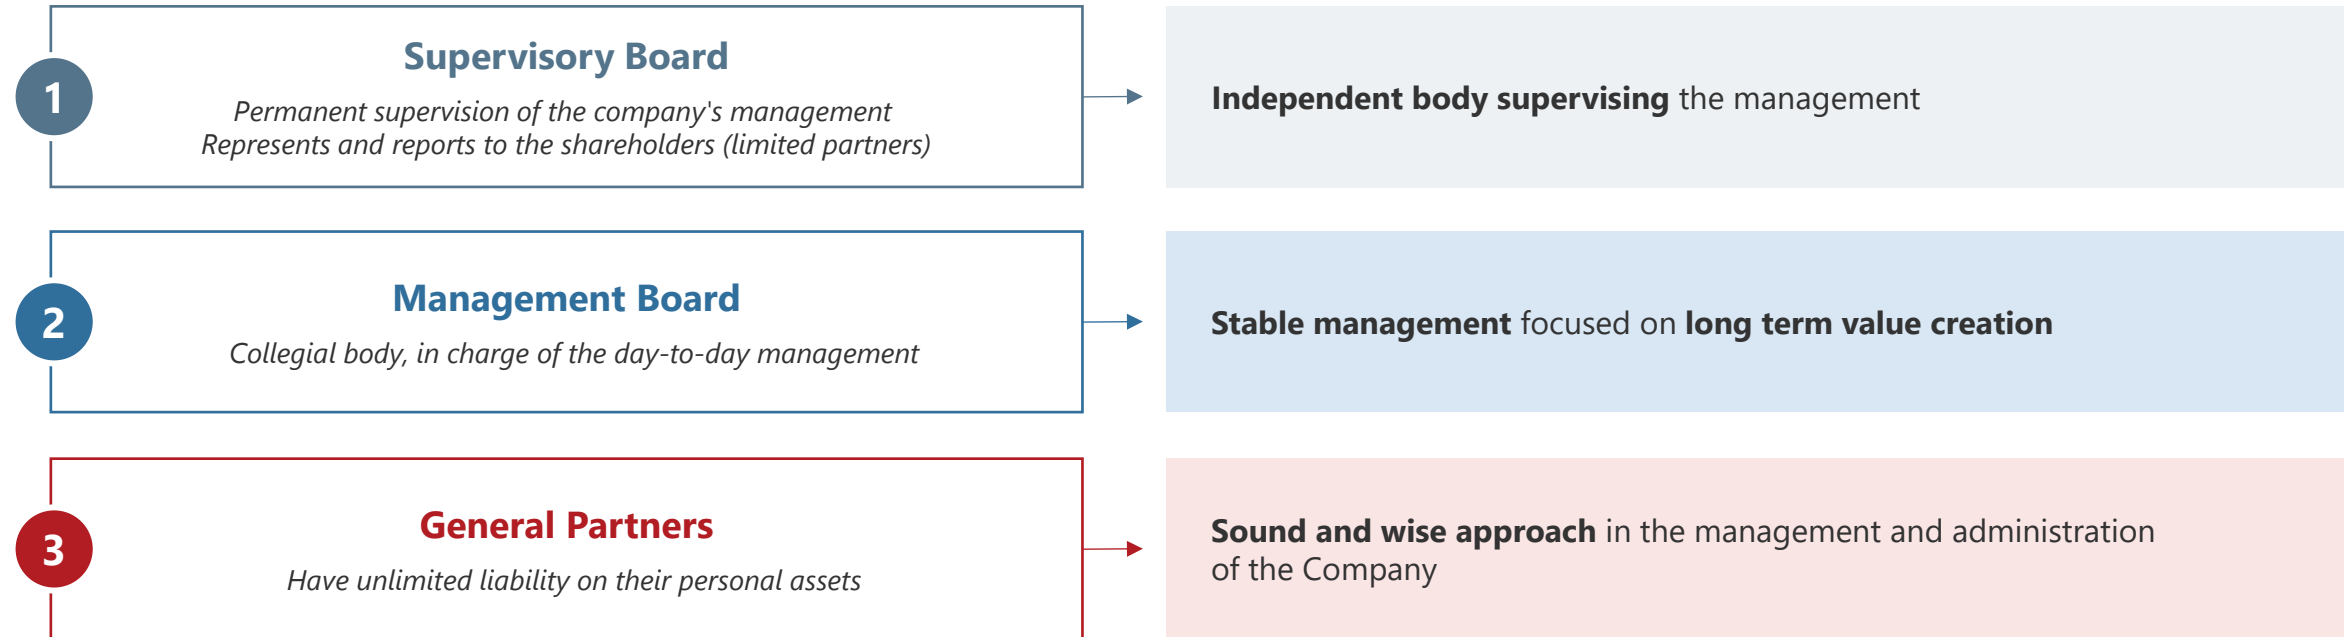 1
Supervisory Board
Permanent supervision of the company's management
Represents and reports to the shareholders (limited partners)
Independent body supervising the management
2
Management Board
Collegial body, in charge of the day-to-day management
Stable management focused on long term value creation
3
General Partners
Have unlimited liability on their personal assets
Sound and wise approach in the management and administration
of the Company